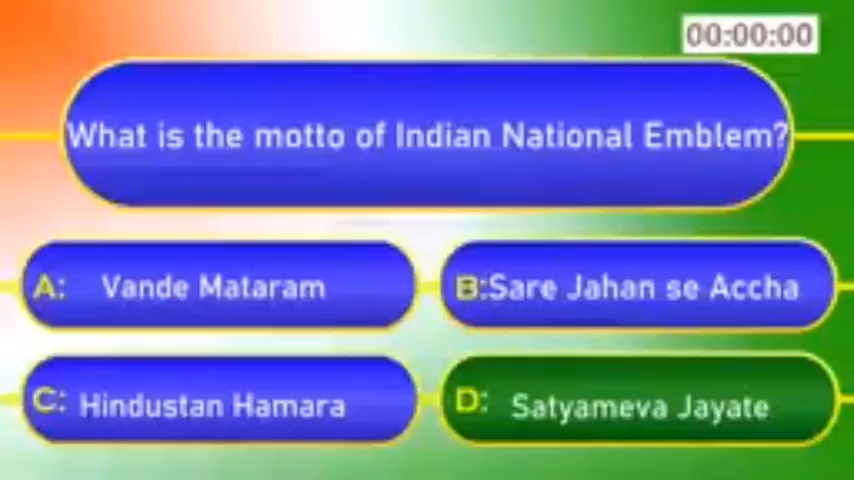 00:00:00
What is the motto of Indian National Emblem?
A: Vande Mataram
B: Sare Jahan se Accha
C: Hindustan Hamara
D: Satyameva Jayate